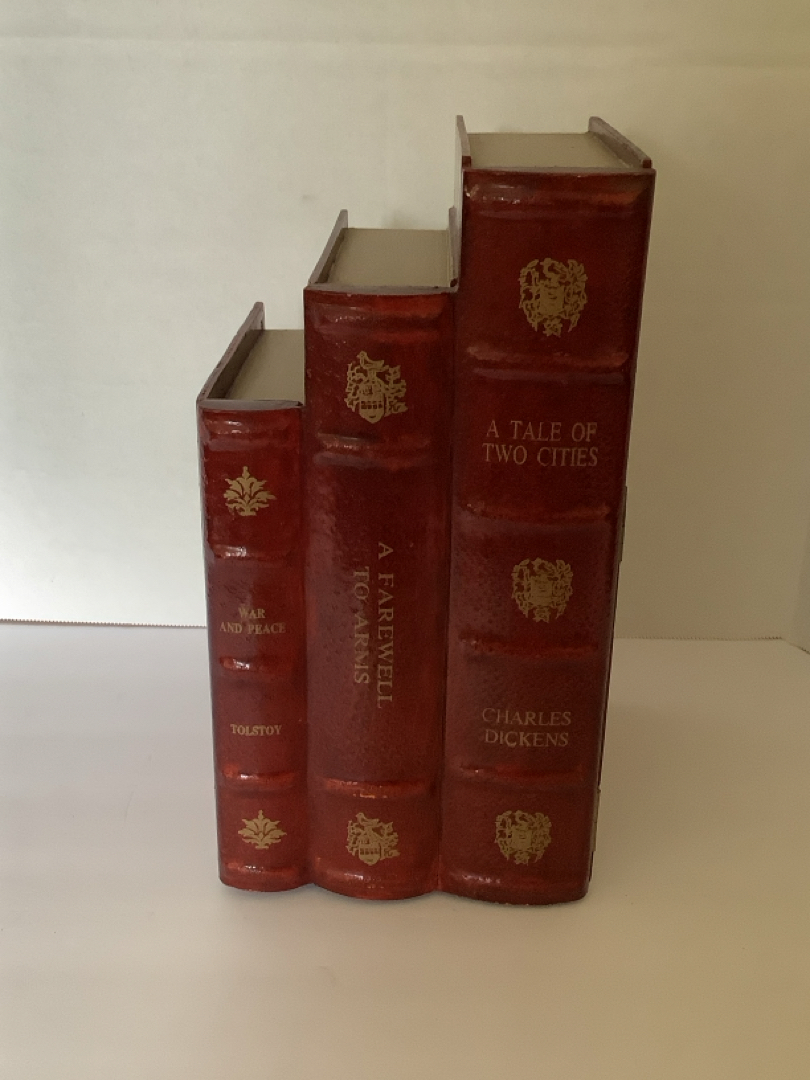 WAR
AND PEACE
TOLSTOY
A FAREWELL
TO ARMS
A TALE OF
TWO CITIES
CHARLES
DICKENS